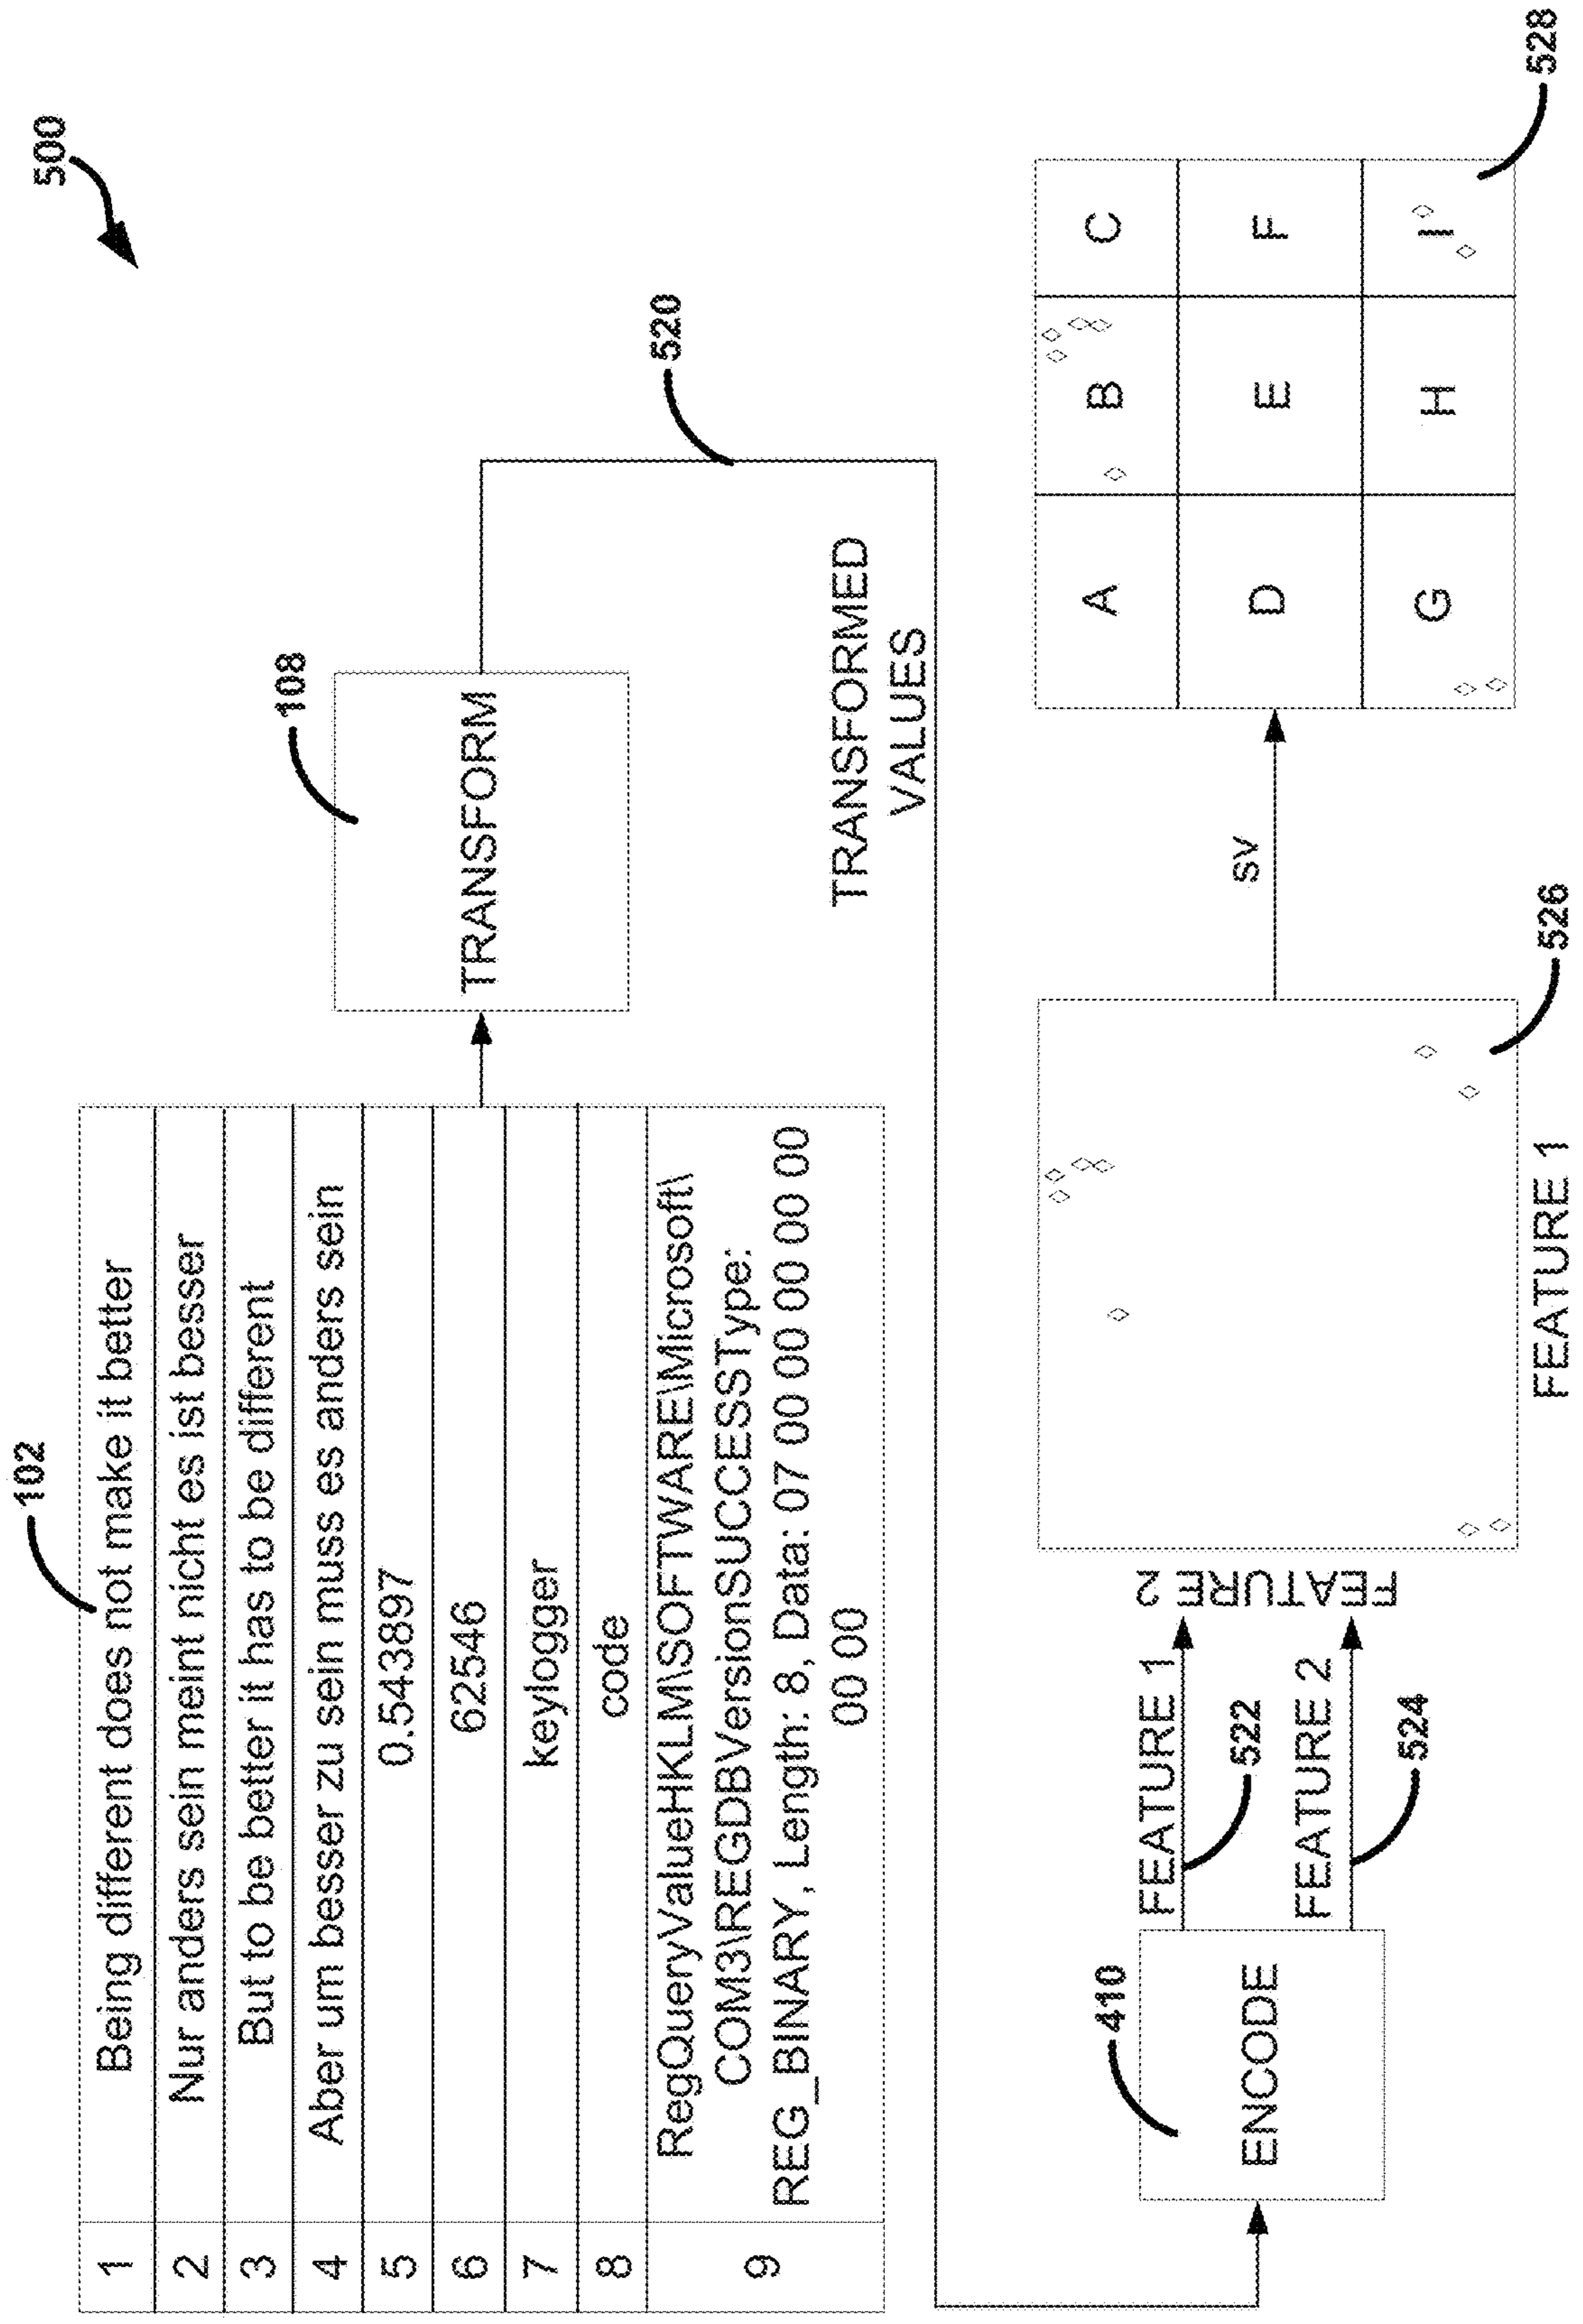 500
102
1 Being different does not make it better
2 Nur anders sein meint nicht es ist besser
3 But to be better it has to be different
4 Aber um besser zu sein muss es anders sein
5 0.543897
6 62546
7 keylogger
8 code
9 RegQueryValueHKLM\SOFTWARE\Microsoft\
COM3\REGDBVersionSUCCESSType:
REG_BINARY, Length: 8, Data: 07 00 00 00 00 00
00 00
108
TRANSFORM
520
TRANSFORMED
VALUES
410
ENCODE
FEATURE 1
522
FEATURE 2
524
FEATURE 2
FEATURE 1
526
SV
A B C
D E F
G H I
528